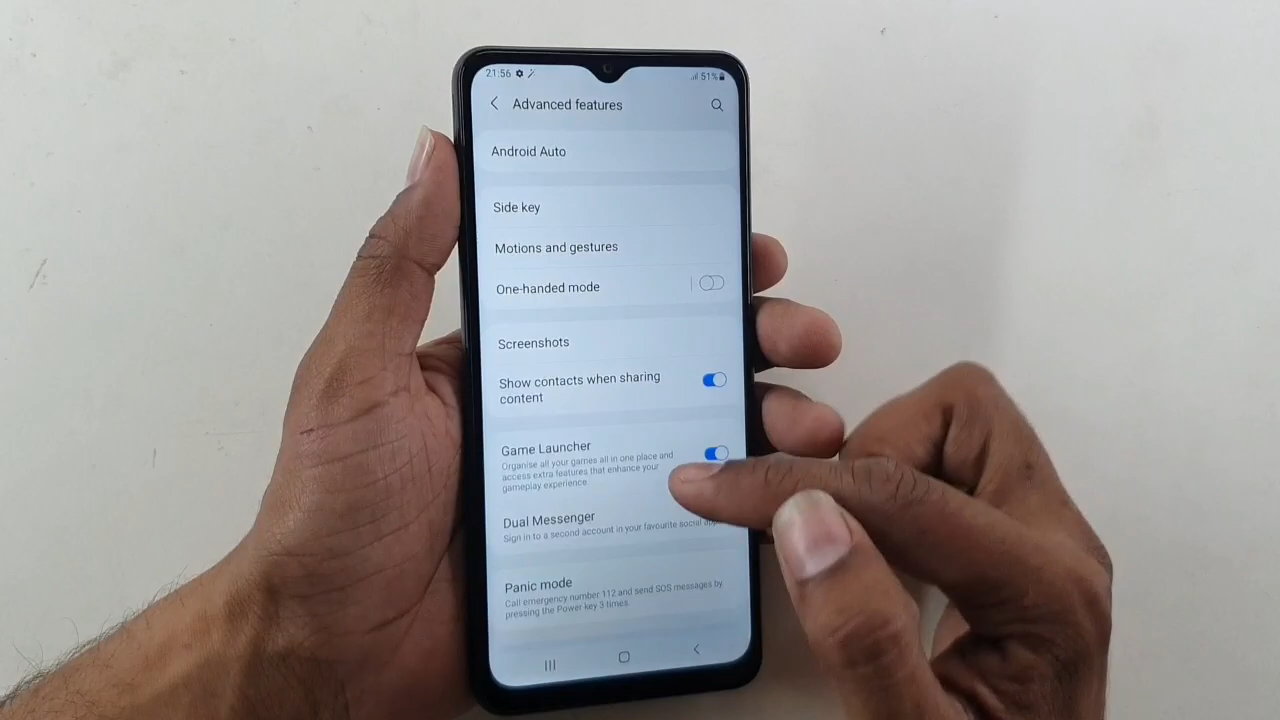 21:56 51%
Advanced features
Android Auto
Side key
Motions and gestures
One-handed mode
Screenshots
Show contacts when sharing
content
Game Launcher
Organise all your games all in one place and
access extra features that enhance your
gameplay experience.
Dual Messenger
Sign in to a second account in your favourite social
Panic mode
Call emergency number 112 and send SOS messages by
pressing the Power key 3 times.